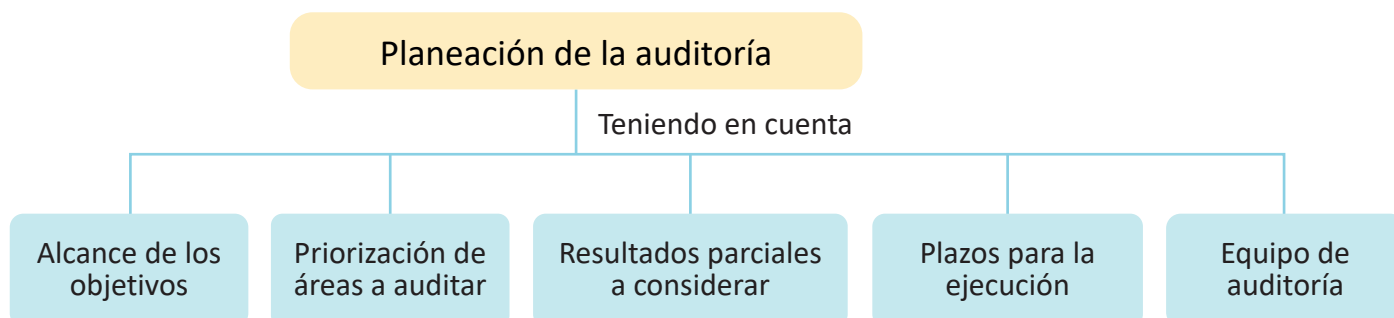 Planeación de la auditoría
Teniendo en cuenta
Alcance de los
objetivos
Priorización de
áreas a auditar
Resultados parciales
a considerar
Plazos para la
ejecución
Equipo de
auditoría